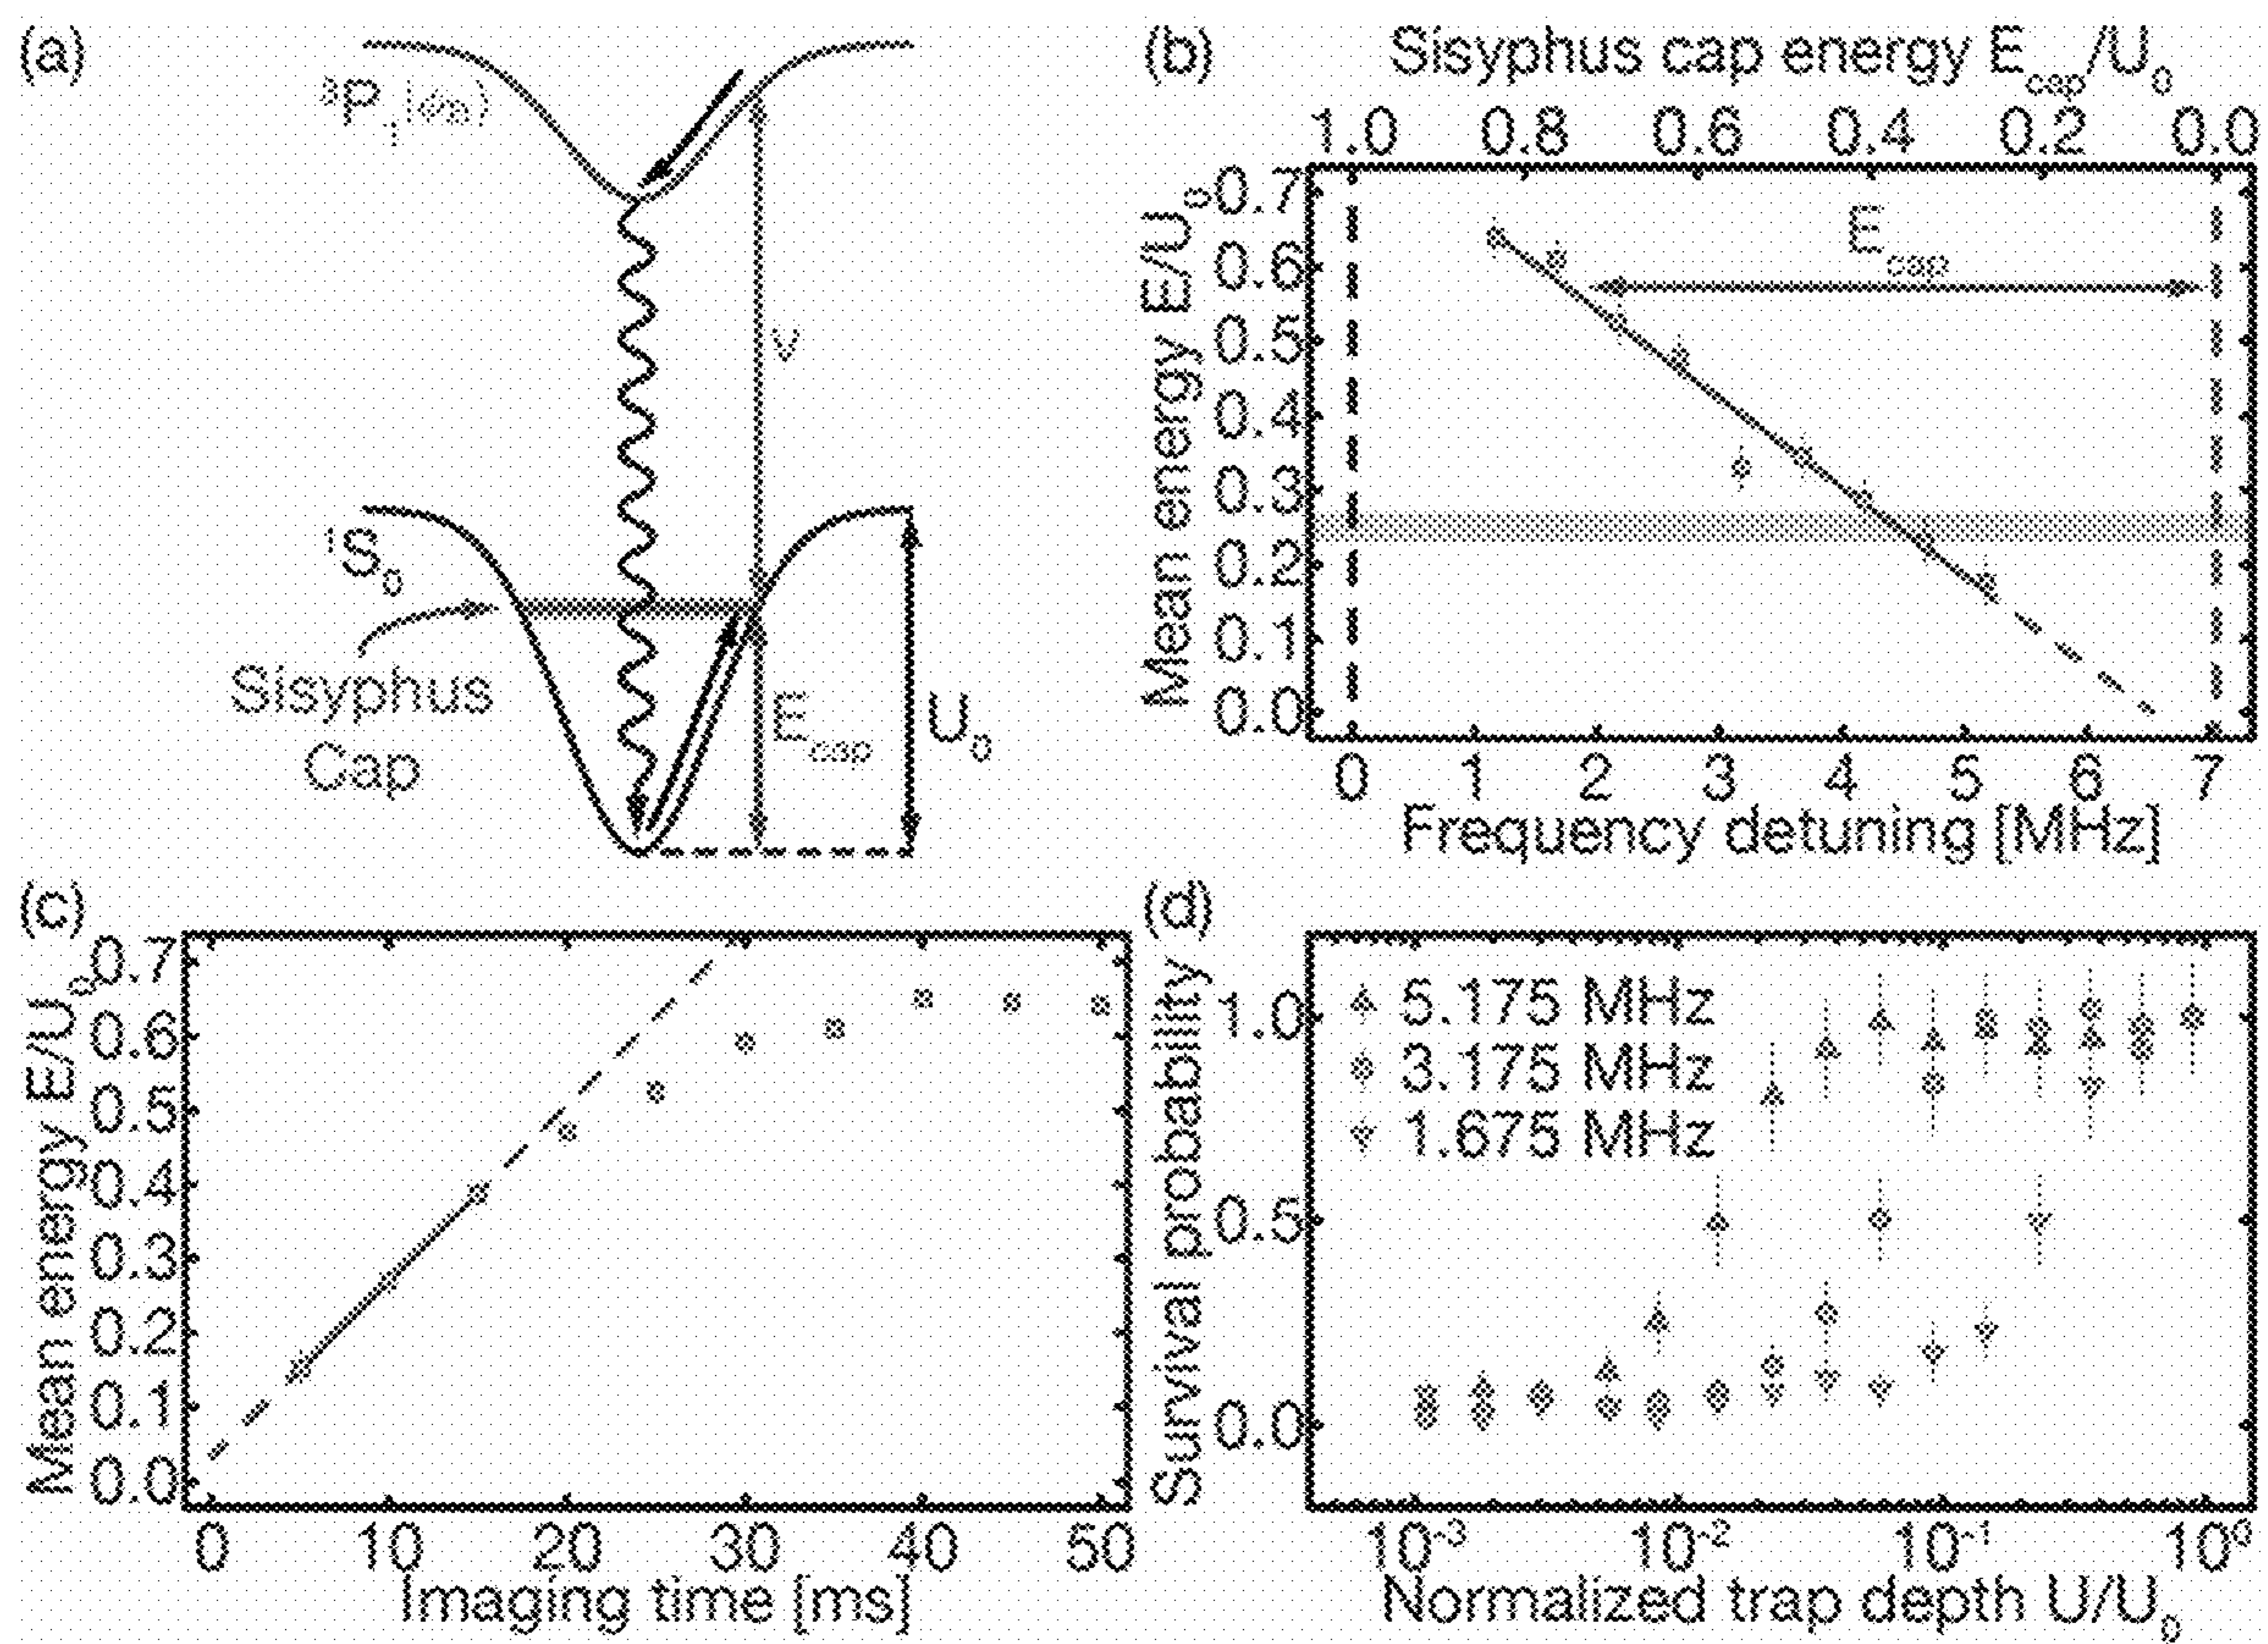 (a)
³P₁|ϕB⟩
ν
¹S₀
Sisyphus
Cap
E_cap
U₀
(b)
Sisyphus cap energy E_cap/U₀
1.0 0.8 0.6 0.4 0.2 0.0
Mean energy E/U₀
0.7
0.6
0.5
0.4
0.3
0.2
0.1
0.0
E_cap
0 1 2 3 4 5 6 7
Frequency detuning [MHz]
(c)
Mean energy E/U₀
0.7
0.6
0.5
0.4
0.3
0.2
0.1
0.0
0 10 20 30 40 50
Imaging time [ms]
(d)
Survival probability
1.0
0.5
0.0
5.175 MHz
3.175 MHz
1.675 MHz
10⁻³ 10⁻² 10⁻¹ 10⁰
Normalized trap depth U/U₀